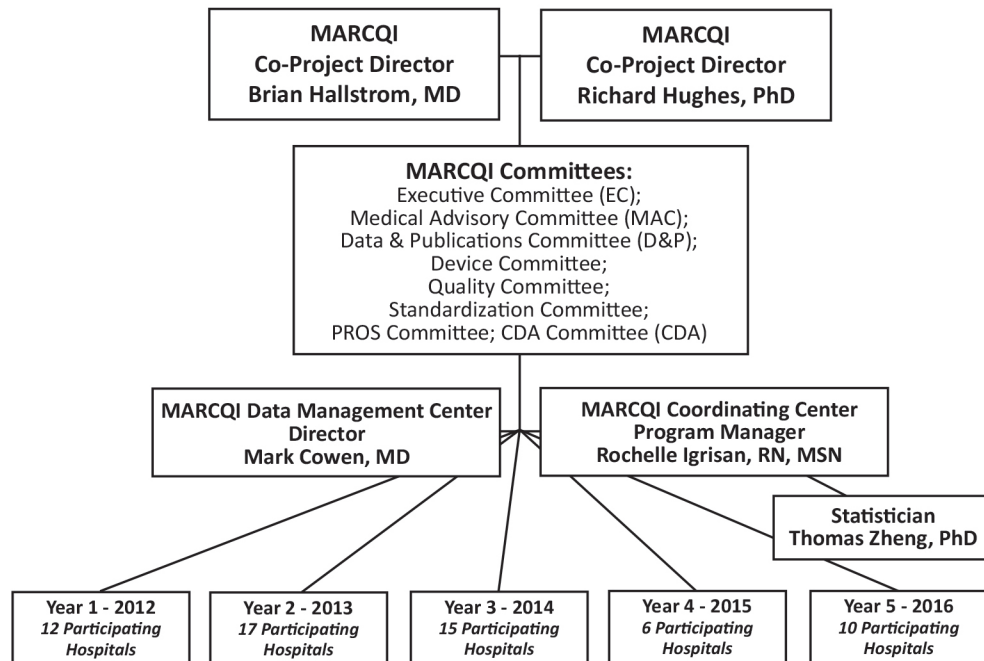 MARCQI
Co-Project Director
Brian Hallstrom, MD
MARCQI
Co-Project Director
Richard Hughes, PhD
MARCQI Committees:
Executive Committee (EC);
Medical Advisory Committee (MAC);
Data & Publications Committee (D&P);
Device Committee;
Quality Committee;
Standardization Committee;
PROS Committee; CDA Committee (CDA)
MARCQI Data Management Center
Director
Mark Cowen, MD
MARCQI Coordinating Center
Program Manager
Rochelle Igrisan, RN, MSN
Statistician
Thomas Zheng, PhD
Year 1 - 2012
12 Participating
Hospitals
Year 2 - 2013
17 Participating
Hospitals
Year 3 - 2014
15 Participating
Hospitals
Year 4 - 2015
6 Participating
Hospitals
Year 5 - 2016
10 Participating
Hospitals